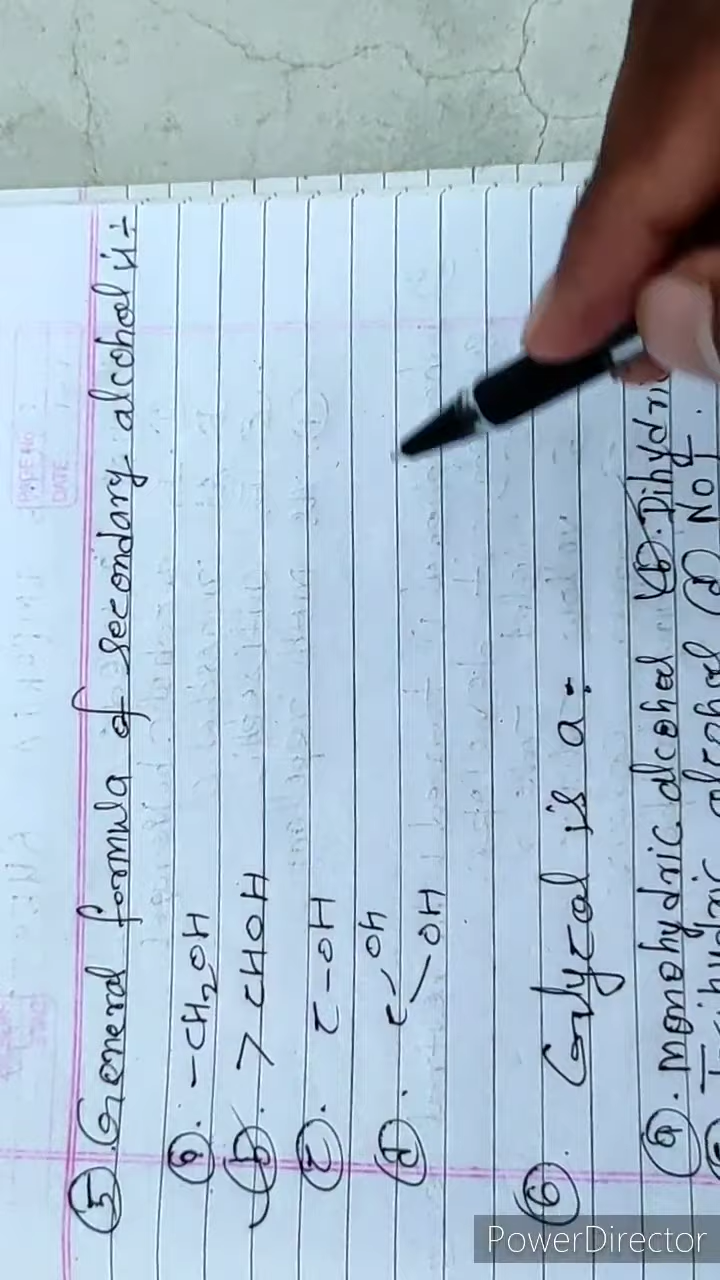 5. General formula of secondary alcohol is :-
a. -CH₂OH
b. > CHOH
c. C-OH
d. C OH
OH
6. Glycol is a :
a. Monohydric alcohol b. Dihydri
alcohol d NOT
PAGE NO
DATE
PowerDirector